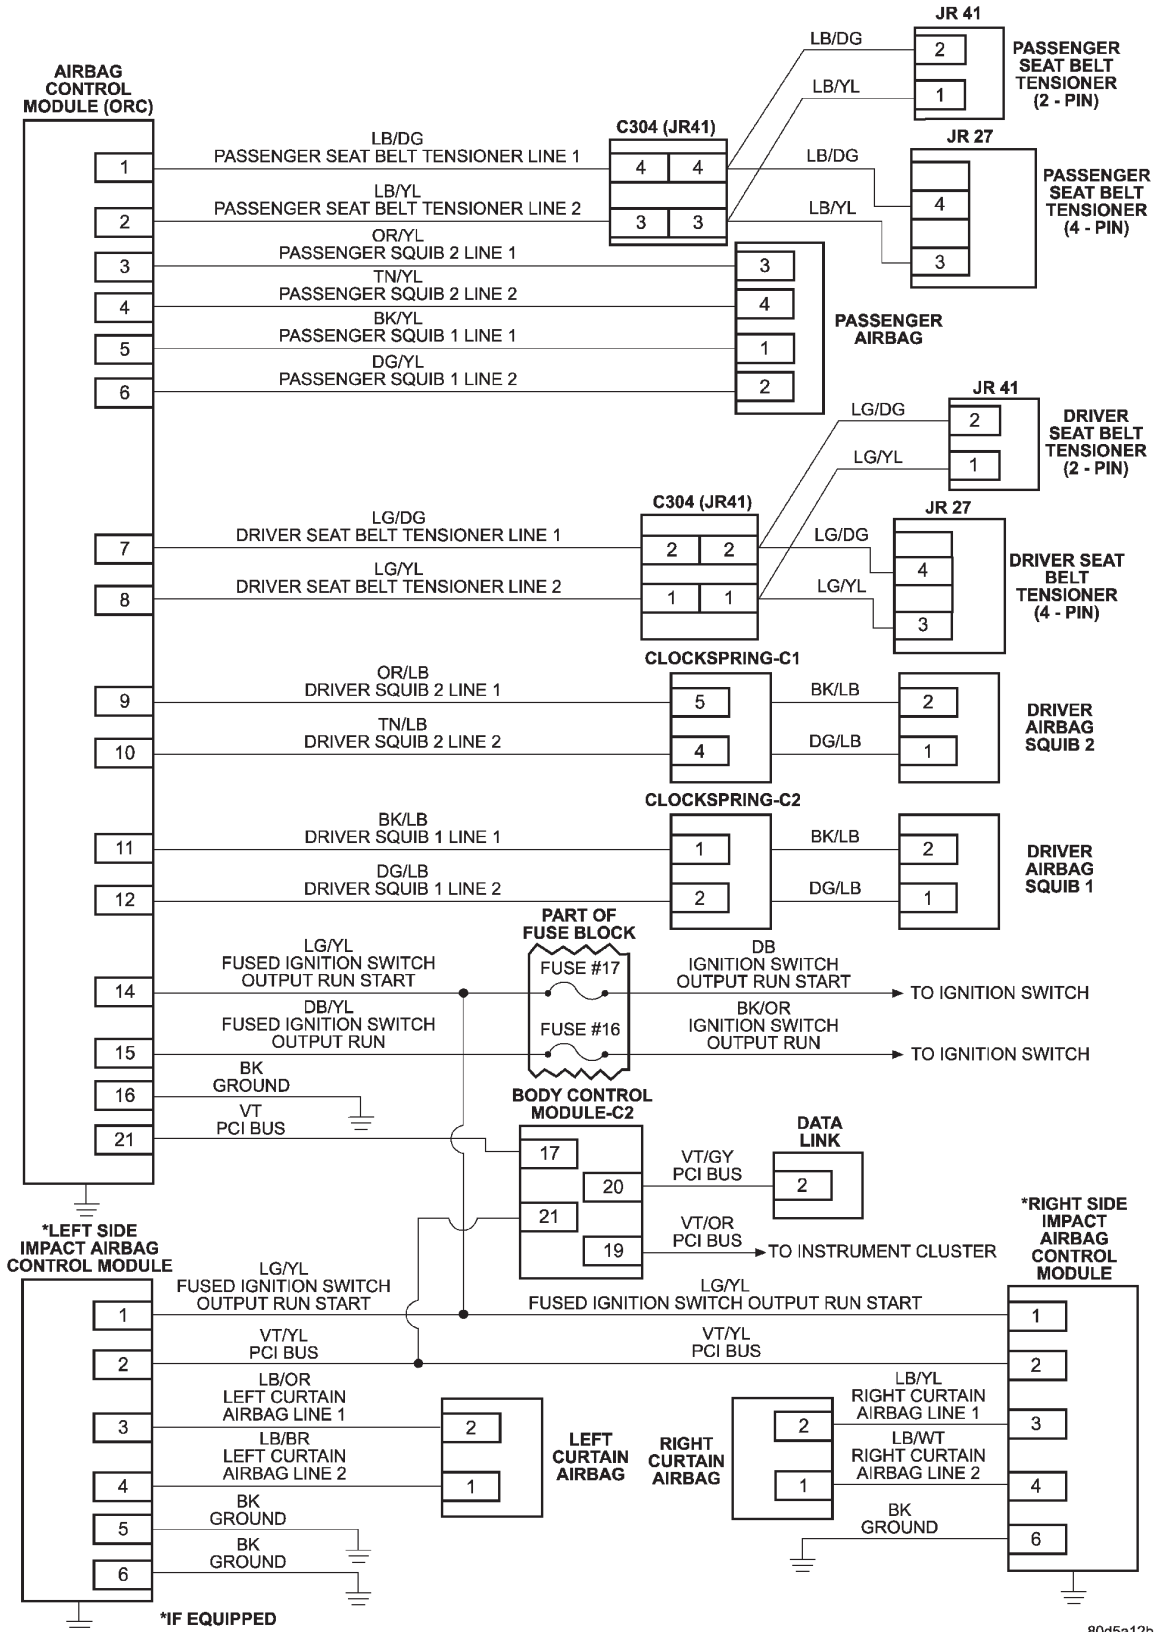 JR 41
LB/DG
2
PASSENGER
SEAT BELT
TENSIONER
(2 - PIN)
LB/YL
1
AIRBAG
CONTROL
MODULE (ORC)
C304 (JR41)
JR 27
LB/DG
1
PASSENGER SEAT BELT TENSIONER LINE 1
4
4
LB/DG
4
PASSENGER
SEAT BELT
TENSIONER
(4 - PIN)
LB/YL
2
PASSENGER SEAT BELT TENSIONER LINE 2
3
3
LB/YL
3
OR/YL
3
PASSENGER SQUIB 2 LINE 1
3
TN/YL
4
PASSENGER SQUIB 2 LINE 2
4
BK/YL
5
PASSENGER SQUIB 1 LINE 1
1
DG/YL
6
PASSENGER SQUIB 1 LINE 2
2
PASSENGER
AIRBAG
JR 41
LG/DG
2
LG/YL
1
DRIVER
SEAT BELT
TENSIONER
(2 - PIN)
C304 (JR41)
JR 27
LG/DG
7
DRIVER SEAT BELT TENSIONER LINE 1
2
2
LG/DG
4
LG/YL
8
DRIVER SEAT BELT TENSIONER LINE 2
1
1
LG/YL
3
DRIVER SEAT
BELT
TENSIONER
(4 - PIN)
CLOCKSPRING-C1
OR/LB
9
DRIVER SQUIB 2 LINE 1
5
BK/LB
2
TN/LB
10
DRIVER SQUIB 2 LINE 2
4
DG/LB
1
DRIVER
AIRBAG
SQUIB 2
CLOCKSPRING-C2
BK/LB
11
DRIVER SQUIB 1 LINE 1
1
BK/LB
2
DG/LB
12
DRIVER SQUIB 1 LINE 2
2
DG/LB
1
DRIVER
AIRBAG
SQUIB 1
PART OF
FUSE BLOCK
LG/YL
FUSED IGNITION SWITCH
OUTPUT RUN START
14
FUSE #17
DB
IGNITION SWITCH
OUTPUT RUN START
TO IGNITION SWITCH
DB/YL
FUSED IGNITION SWITCH
OUTPUT RUN
15
FUSE #16
BK/OR
IGNITION SWITCH
OUTPUT RUN
TO IGNITION SWITCH
BK
GROUND
16
VT
PCI BUS
21
BODY CONTROL
MODULE-C2
17
20
21
19
VT/GY
PCI BUS
DATA
LINK
2
VT/OR
PCI BUS
TO INSTRUMENT CLUSTER
*LEFT SIDE
IMPACT AIRBAG
CONTROL MODULE
*RIGHT SIDE
IMPACT
AIRBAG
CONTROL
MODULE
LG/YL
FUSED IGNITION SWITCH
OUTPUT RUN START
1
LG/YL
FUSED IGNITION SWITCH OUTPUT RUN START
1
VT/YL
PCI BUS
2
VT/YL
PCI BUS
2
LB/OR
LEFT CURTAIN
AIRBAG LINE 1
3
2
LB/BR
LEFT CURTAIN
AIRBAG LINE 2
4
1
LEFT
CURTAIN
AIRBAG
RIGHT
CURTAIN
AIRBAG
2
LB/YL
RIGHT CURTAIN
AIRBAG LINE 1
3
1
LB/WT
RIGHT CURTAIN
AIRBAG LINE 2
4
BK
GROUND
5
BK
GROUND
6
BK
GROUND
6
*IF EQUIPPED
80d5a12b